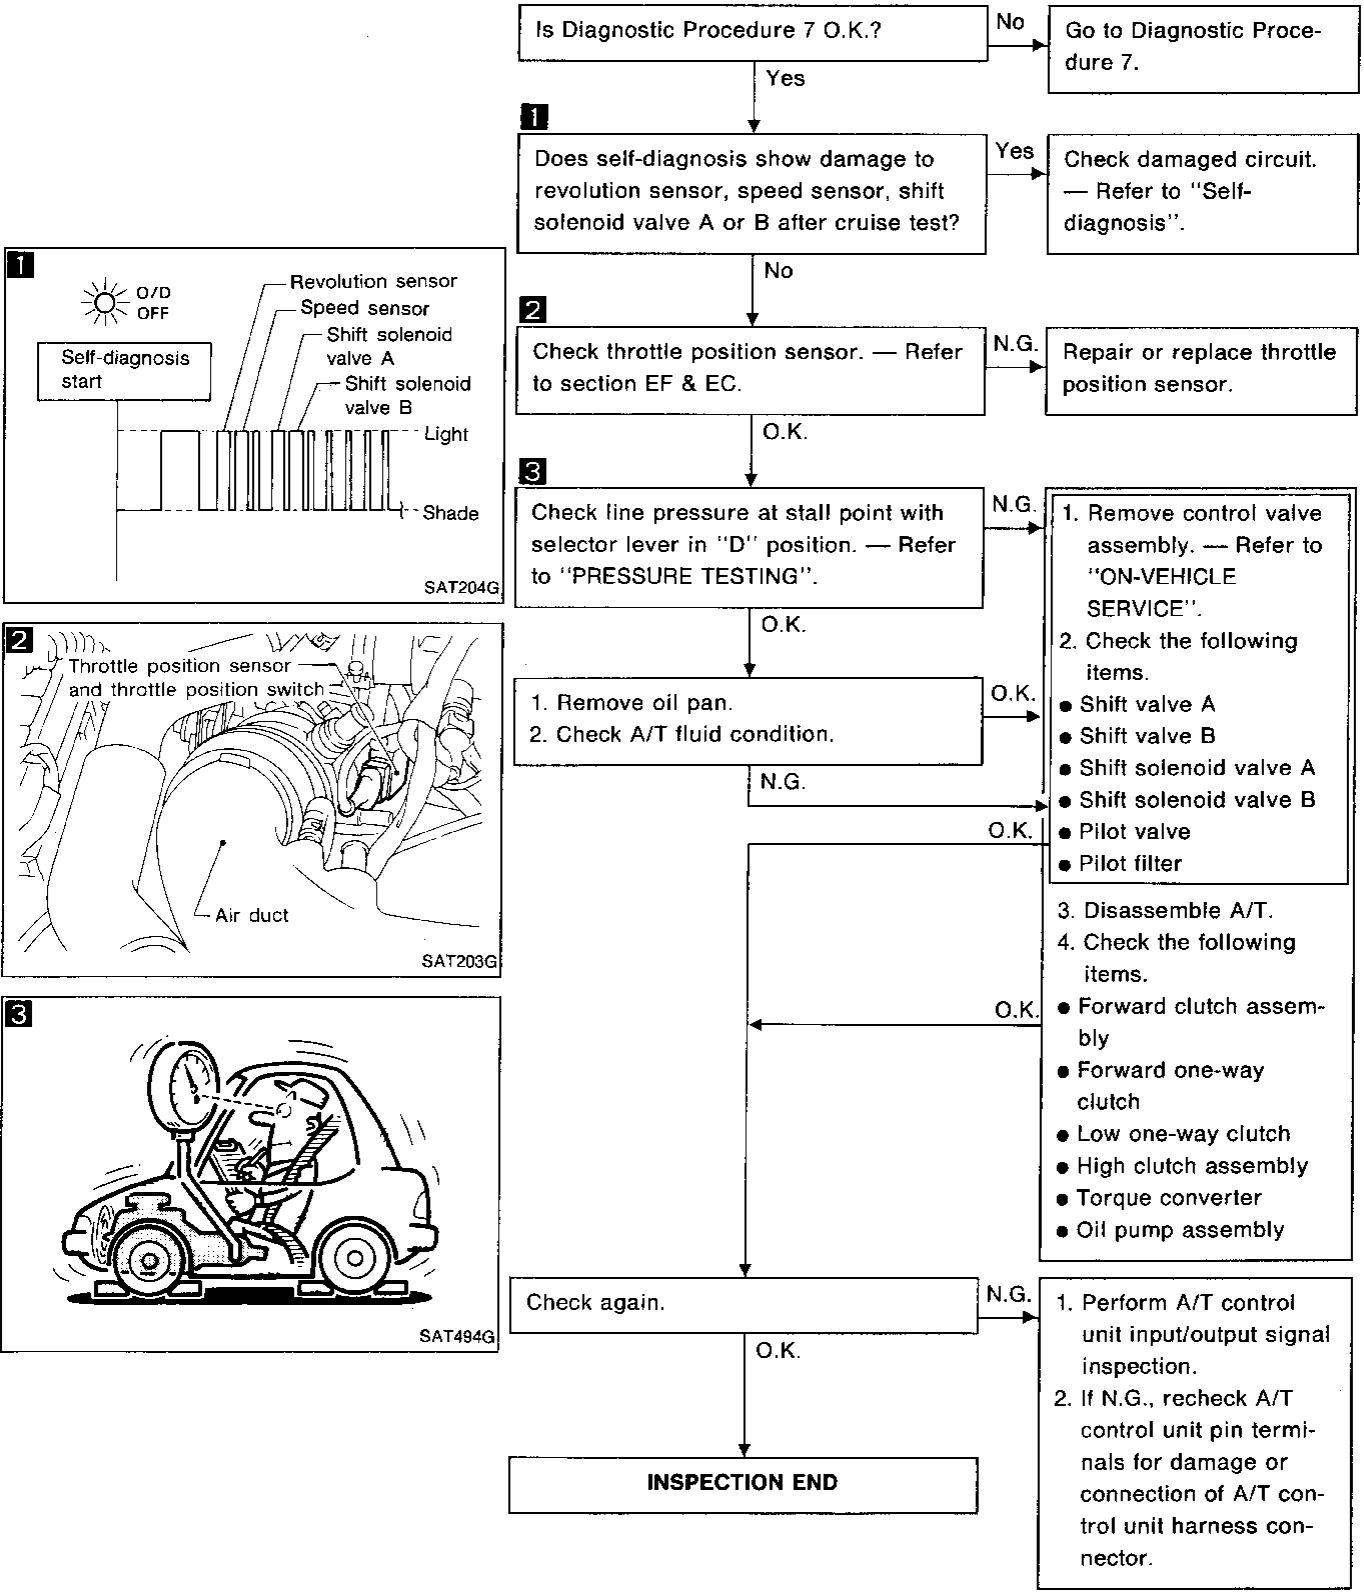 Is Diagnostic Procedure 7 O.K.?
No
Go to Diagnostic Proce-
dure 7.
Yes
1
Does self-diagnosis show damage to
revolution sensor, speed sensor, shift
solenoid valve A or B after cruise test?
Yes
Check damaged circuit.
— Refer to "Self-
diagnosis".
No
2
Check throttle position sensor. — Refer
to section EF & EC.
N.G.
Repair or replace throttle
position sensor.
O.K.
3
Check line pressure at stall point with
selector lever in "D" position. — Refer
to "PRESSURE TESTING".
N.G.
O.K.
1. Remove oil pan.
2. Check A/T fluid condition.
O.K.
N.G.
1. Remove control valve
assembly. — Refer to
"ON-VEHICLE
SERVICE".
2. Check the following
items.
● Shift valve A
● Shift valve B
● Shift solenoid valve A
● Shift solenoid valve B
● Pilot valve
● Pilot filter
O.K.
3. Disassemble A/T.
4. Check the following
items.
● Forward clutch assem-
bly
● Forward one-way
clutch
● Low one-way clutch
● High clutch assembly
● Torque converter
● Oil pump assembly
O.K.
Check again.
N.G.
1. Perform A/T control
unit input/output signal
inspection.
2. If N.G., recheck A/T
control unit pin termi-
nals for damage or
connection of A/T con-
trol unit harness con-
nector.
O.K.
INSPECTION END
1
O/D
OFF
Self-diagnosis
start
Revolution sensor
Speed sensor
Shift solenoid
valve A
Shift solenoid
valve B
Light
Shade
SAT204G
2
Throttle position sensor
and throttle position switch
Air duct
SAT203G
3
SAT494G